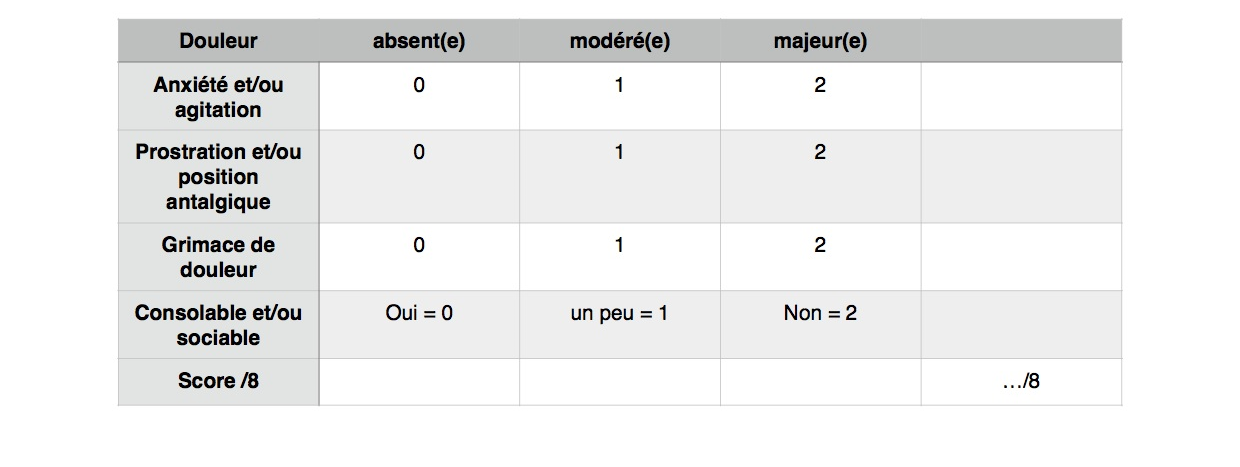 Douleur absent(e) modéré(e) majeur(e)
Anxiété et/ou
agitation
0 1 2
Prostration et/ou
position
antalgique
0 1 2
Grimace de
douleur
0 1 2
Consolable et/ou
sociable
Oui = 0 un peu = 1 Non = 2
Score /8 …/8